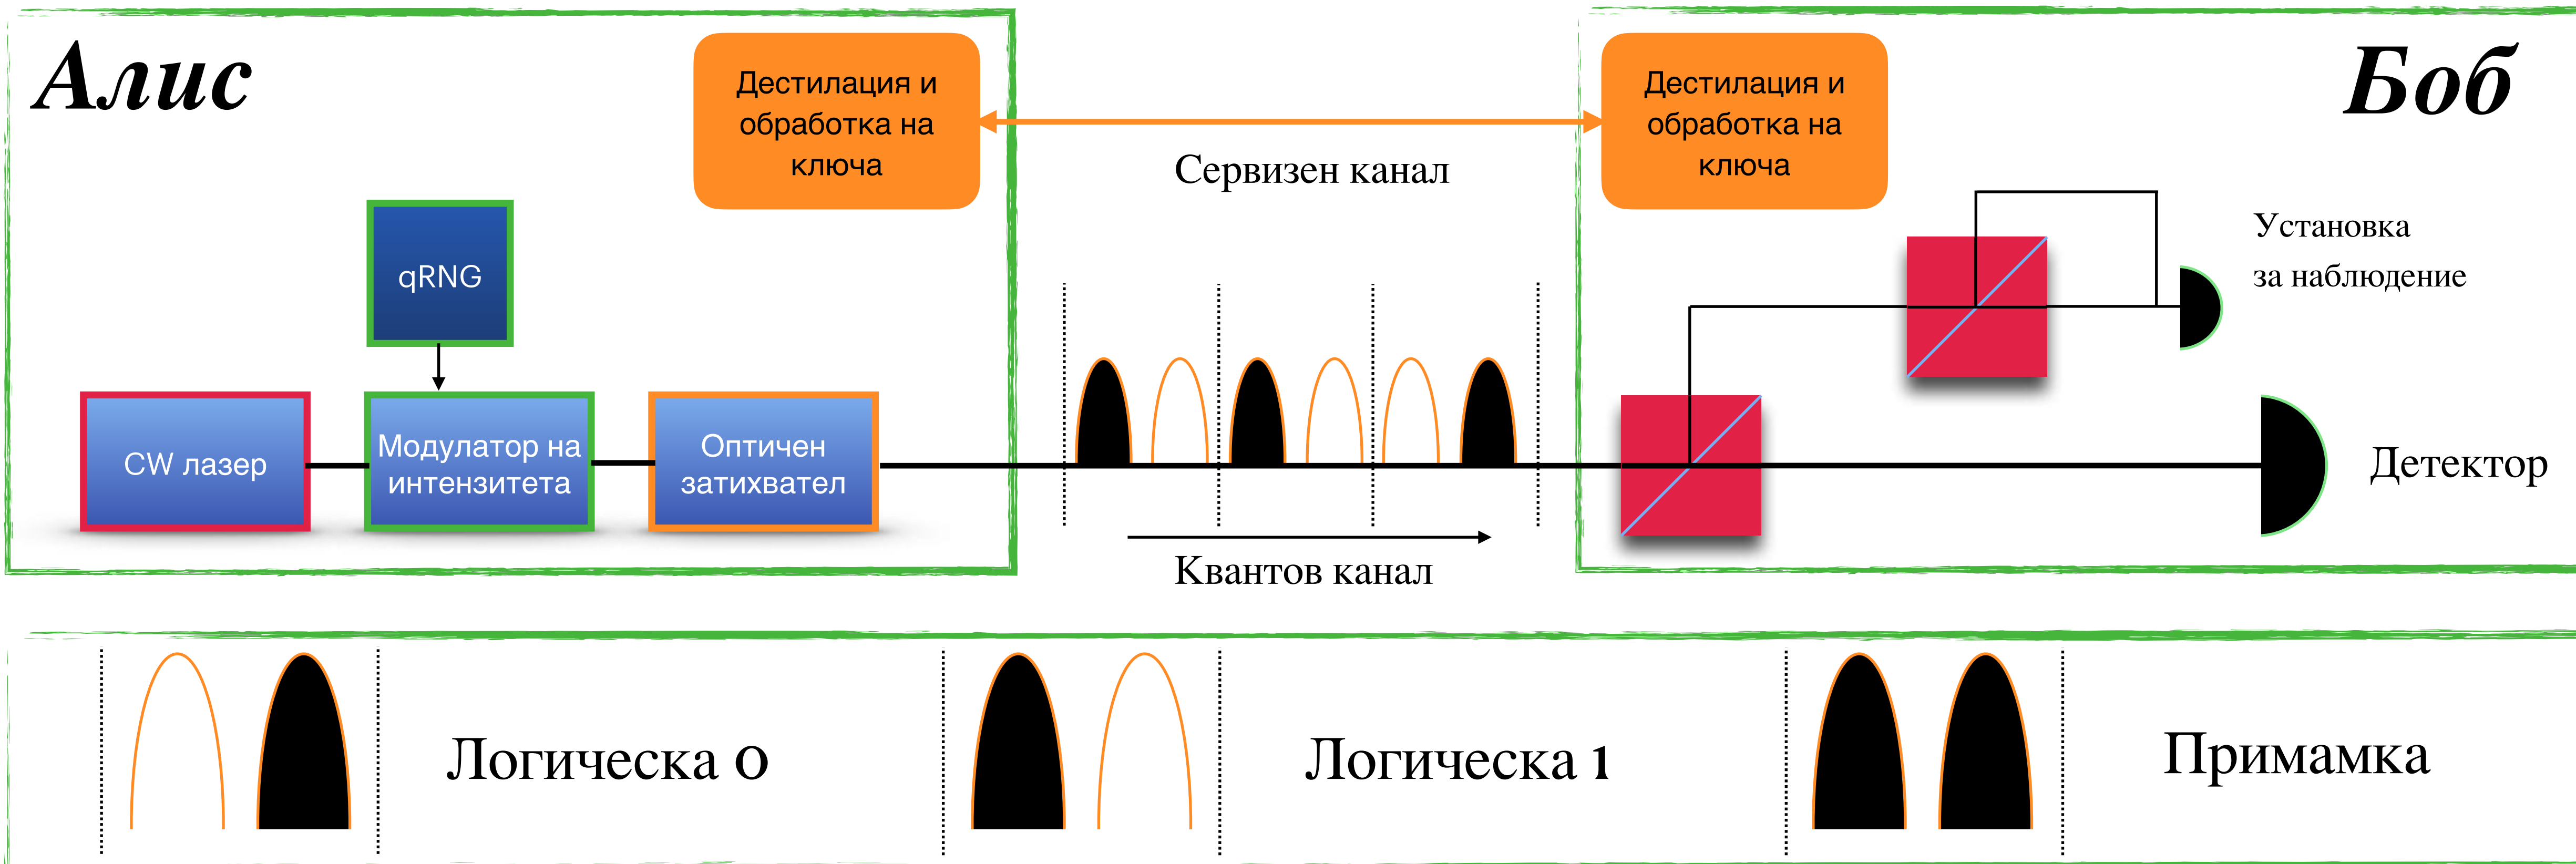 Алис
Дестилация и
обработка на
ключа
Дестилация и
обработка на
ключа
Боб
Сервизен канал
qRNG
Установка
за наблюдение
CW лазер
Модулатор на
интензитета
Оптичен
затихвател
Детектор
Квантов канал
Логическа 0
Логическа 1
Примамка